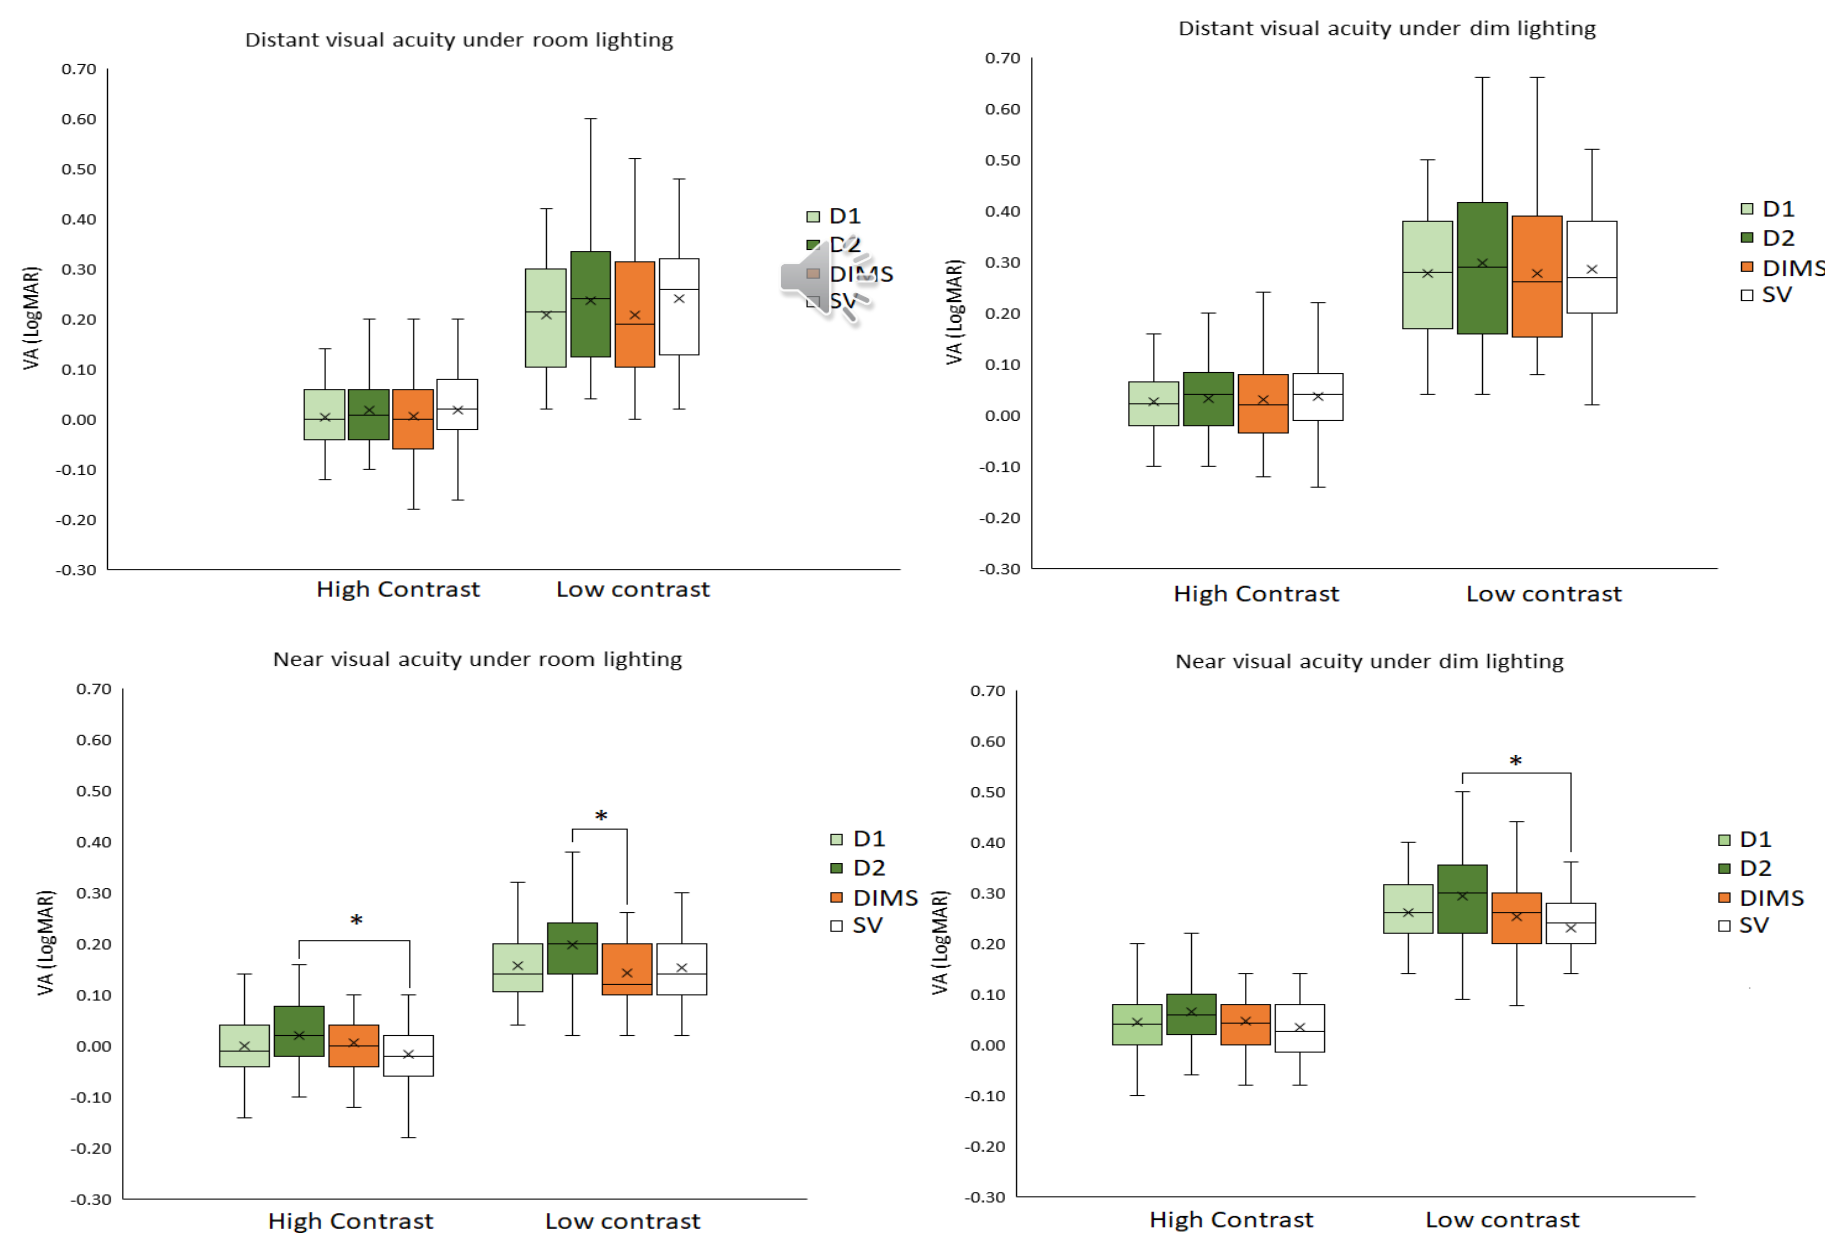 Distant visual acuity under room lighting
0.70
0.60
0.50
0.40
0.30
0.20
0.10
0.00
-0.10
-0.20
-0.30
VA (LogMAR)
High Contrast
Low contrast
D1
D2
DIMS
SV
Distant visual acuity under dim lighting
0.70
0.60
0.50
0.40
0.30
0.20
0.10
0.00
-0.10
-0.20
-0.30
VA (LogMAR)
High Contrast
Low contrast
D1
D2
DIMS
SV
Near visual acuity under room lighting
0.70
0.60
0.50
0.40
0.30
0.20
0.10
0.00
-0.10
-0.20
-0.30
VA (LogMAR)
*
*
High Contrast
Low contrast
D1
D2
DIMS
SV
Near visual acuity under dim lighting
0.70
0.60
0.50
0.40
0.30
0.20
0.10
0.00
-0.10
-0.20
-0.30
VA (LogMAR)
*
High Contrast
Low contrast
D1
D2
DIMS
SV